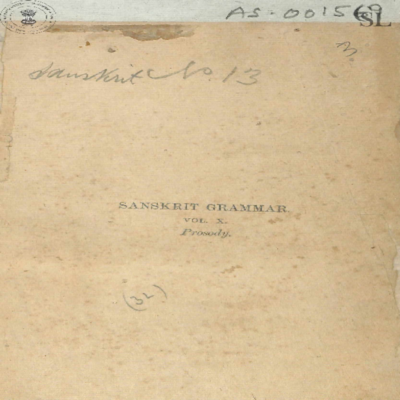 AS-001569
SL
Sanskrit No. 13
SANSKRIT GRAMMAR
VOL. X.
Prosody.
(32)